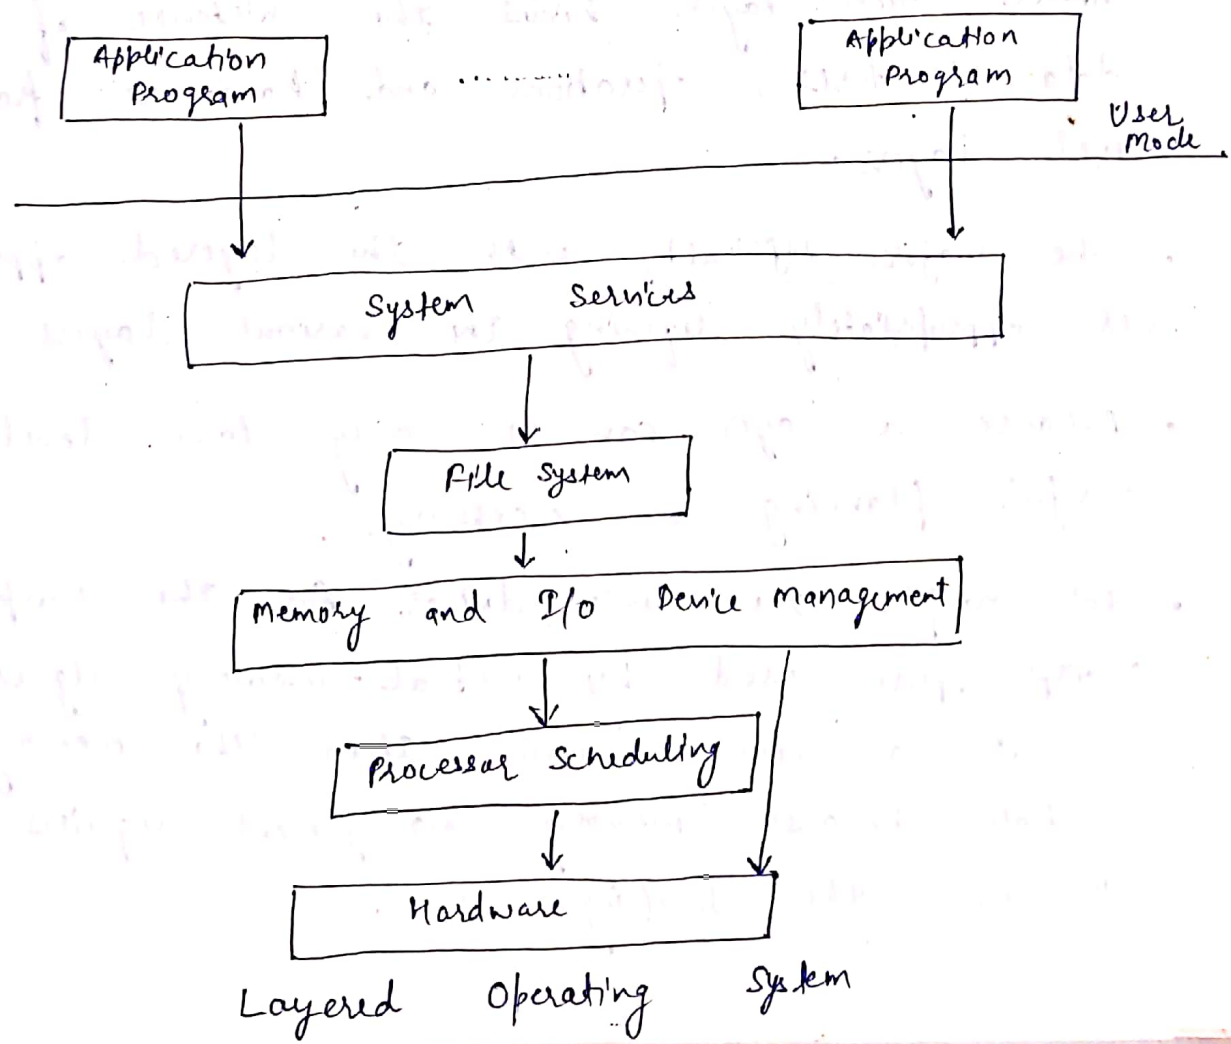 Application
Program
..........
Application
Program
User
Mode
System Services
File System
Memory and I/o Device Management
Processor Scheduling
Hardware
Layered Operating System